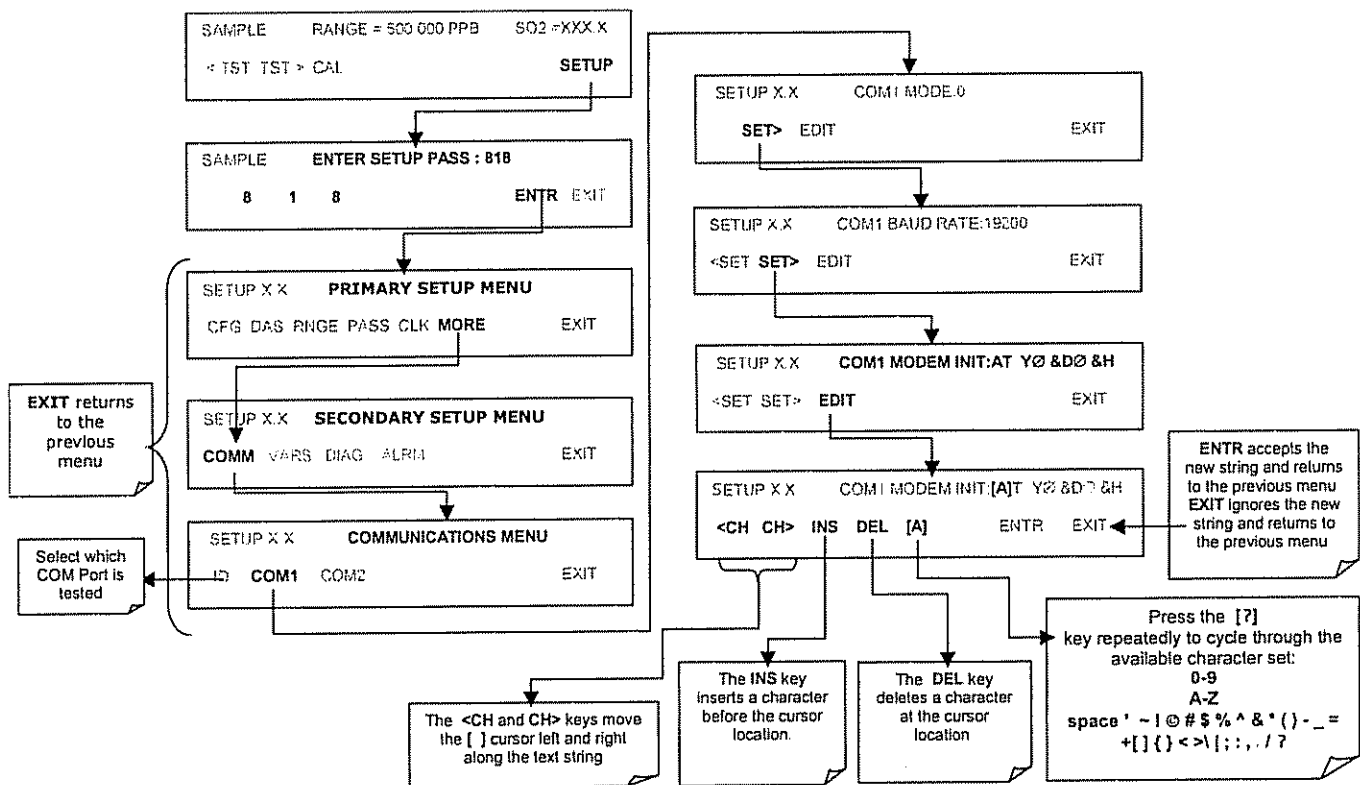 SAMPLE RANGE = 500.000 PPB SO2 =XXX.X
< TST TST > CAL SETUP
SAMPLE ENTER SETUP PASS : 818
8 1 8 ENTR EXIT
SETUP X X PRIMARY SETUP MENU
CFG DAS RNGE PASS CLK MORE EXIT
EXIT returns
to the
previous
menu
SETUP X.X SECONDARY SETUP MENU
COMM VARS DIAG ALRM EXIT
SETUP X X COMMUNICATIONS MENU
ID COM1 COM2 EXIT
Select which
COM Port is
tested
SETUP X.X COM1 MODE:0
SET> EDIT EXIT
SETUP X.X COM1 BAUD RATE:19200
<SET SET> EDIT EXIT
SETUP X.X COM1 MODEM INIT:AT YØ &DØ &H
<SET SET> EDIT EXIT
SETUP X X COM1 MODEM INIT:[A]T YØ &DØ &H
<CH CH> INS DEL [A] ENTR EXIT
ENTR accepts the
new string and returns
to the previous menu
EXIT ignores the new
string and returns to
the previous menu
The <CH and CH> keys move
the [ ] cursor left and right
along the text string
The INS key
inserts a character
before the cursor
location.
The DEL key
deletes a character
at the cursor
location
Press the [?]
key repeatedly to cycle through the
available character set:
0-9
A-Z
space ' ~ ! © # $ % ^ & * ( ) - _ =
+[ ] { } < >\ | ; : , . / ?